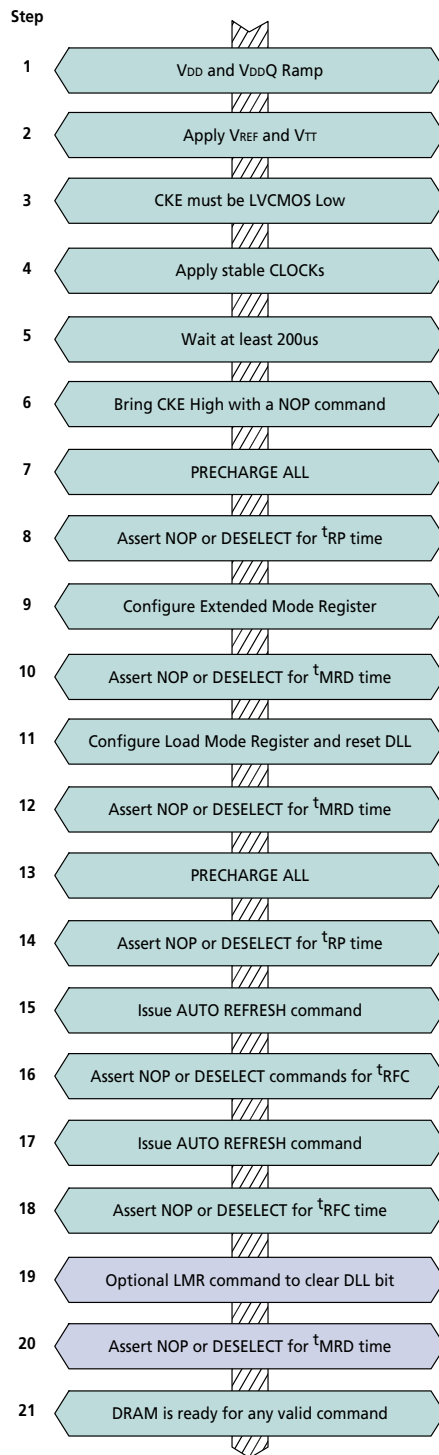 Step
1 VDD and VDDQ Ramp
2 Apply VREF and VTT
3 CKE must be LVCMOS Low
4 Apply stable CLOCKs
5 Wait at least 200us
6 Bring CKE High with a NOP command
7 PRECHARGE ALL
8 Assert NOP or DESELECT for tRP time
9 Configure Extended Mode Register
10 Assert NOP or DESELECT for tMRD time
11 Configure Load Mode Register and reset DLL
12 Assert NOP or DESELECT for tMRD time
13 PRECHARGE ALL
14 Assert NOP or DESELECT for tRP time
15 Issue AUTO REFRESH command
16 Assert NOP or DESELECT commands for tRFC
17 Issue AUTO REFRESH command
18 Assert NOP or DESELECT for tRFC time
19 Optional LMR command to clear DLL bit
20 Assert NOP or DESELECT for tMRD time
21 DRAM is ready for any valid command